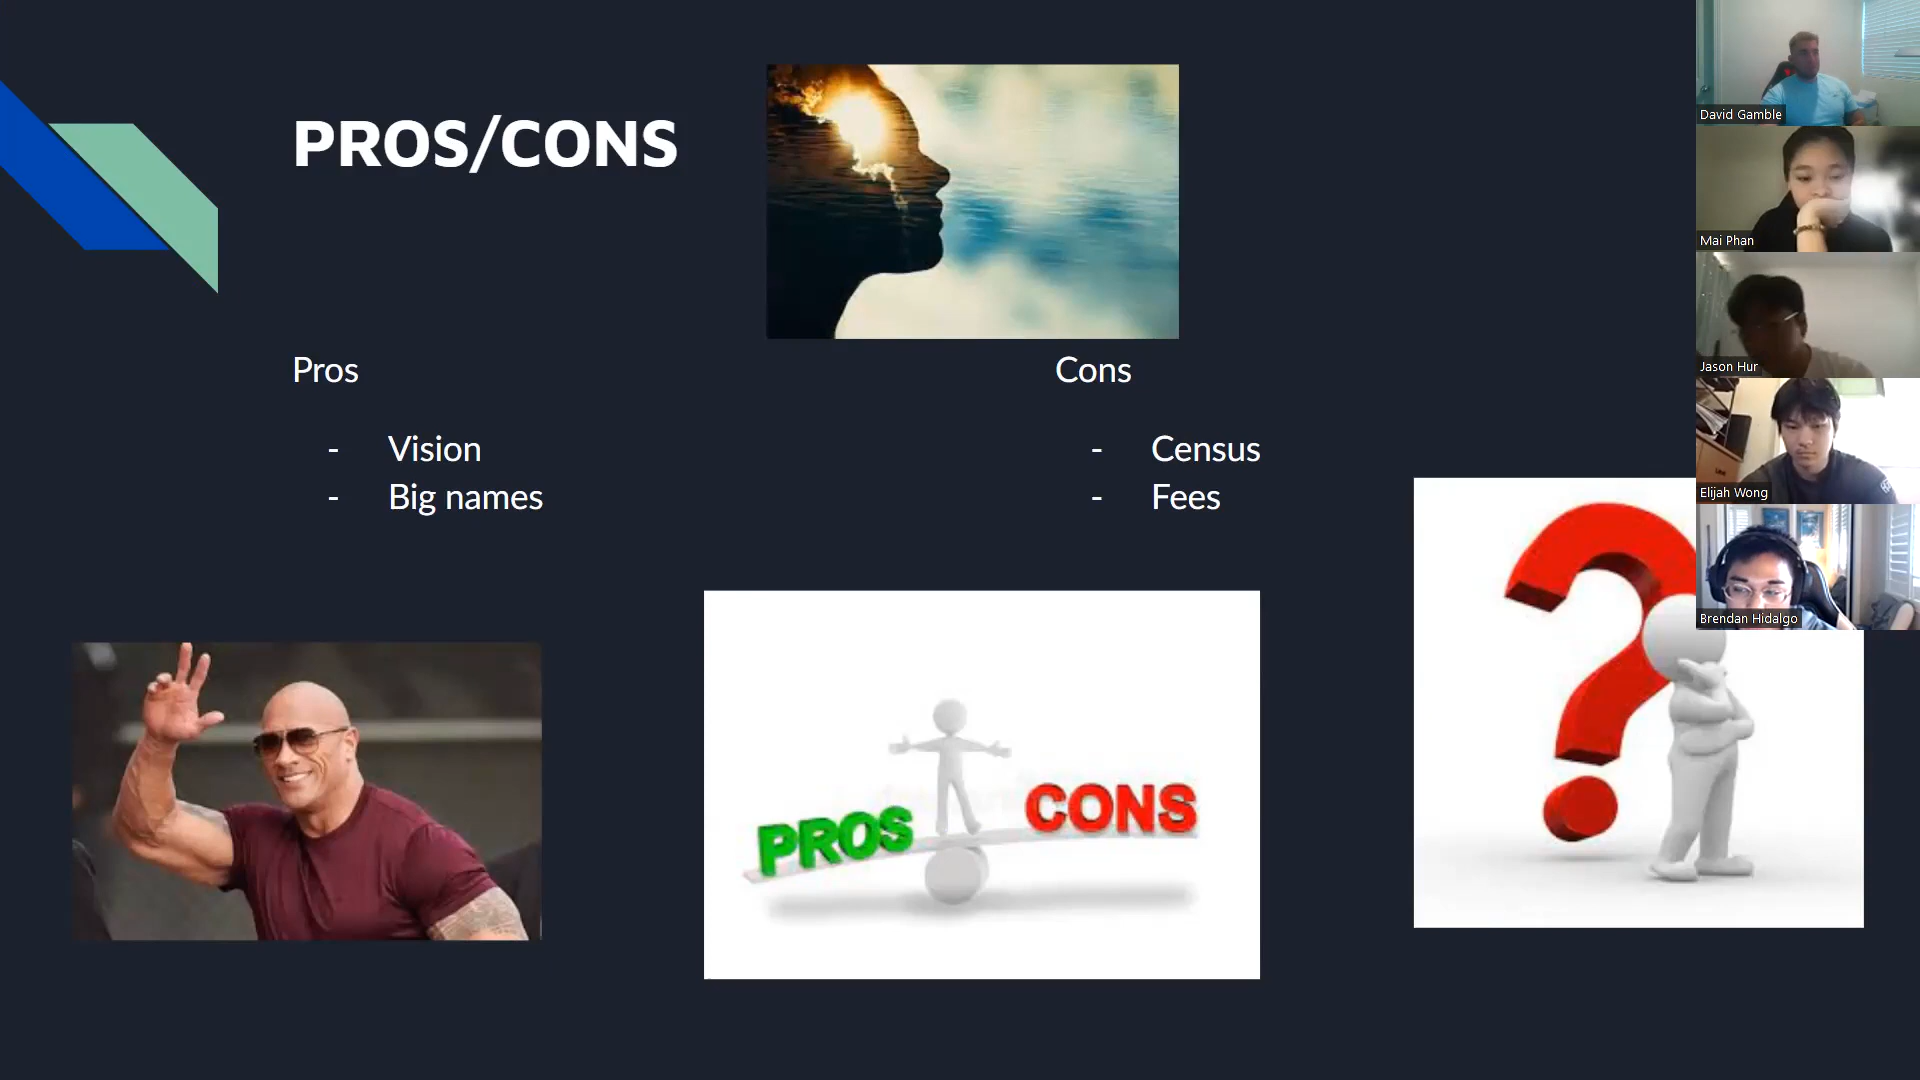 PROS/CONS
Pros
- Vision
- Big names
Cons
- Census
- Fees
PROS
CONS
David Gamble
Mai Phan
Jason Hur
Elijah Wong
Brendan Hidalgo